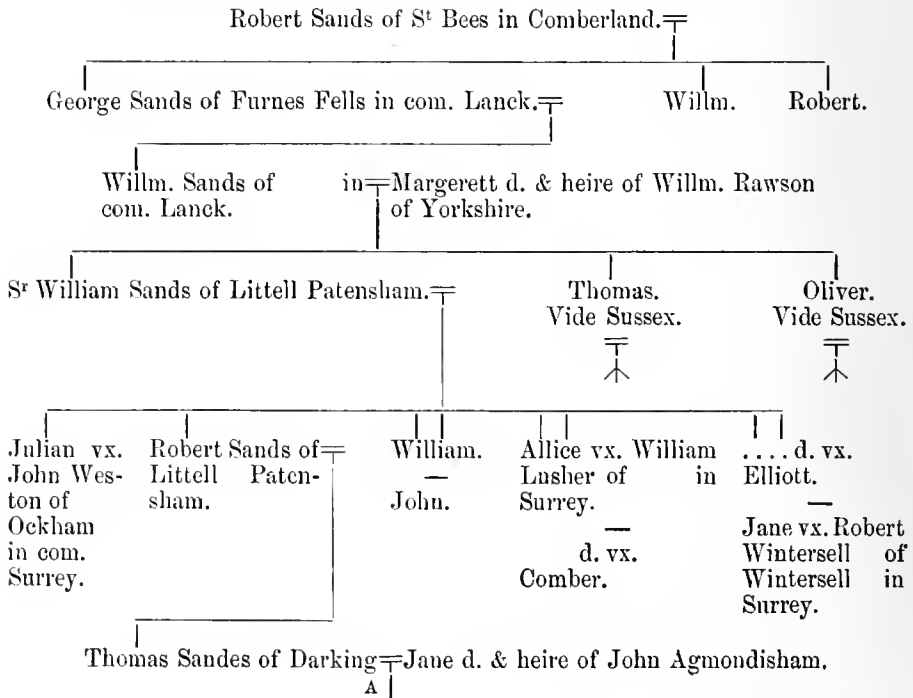 Robert Sands of Sᵗ Bees in Comberland.
George Sands of Furnes Fells in com. Lanck.
Willm.
Robert.
Willm. Sands of in
com. Lanck.
Margerett d. & heire of Willm. Rawson
of Yorkshire.
Sʳ William Sands of Littell Patensham.
Thomas.
Vide Sussex.
Oliver.
Vide Sussex.
Julian vx.
John Wes-
ton of
Ockham
in com.
Surrey.
Robert Sands of
Littell Paten-
sham.
William.
—
John.
Allice vx. William
Lusher of in
Surrey.
—
d. vx.
Comber.
....d. vx.
Elliott.
—
Jane vx. Robert
Wintersell of
Wintersell in
Surrey.
Thomas Sandes of Darking
Jane d. & heire of John Agmondisham.
A